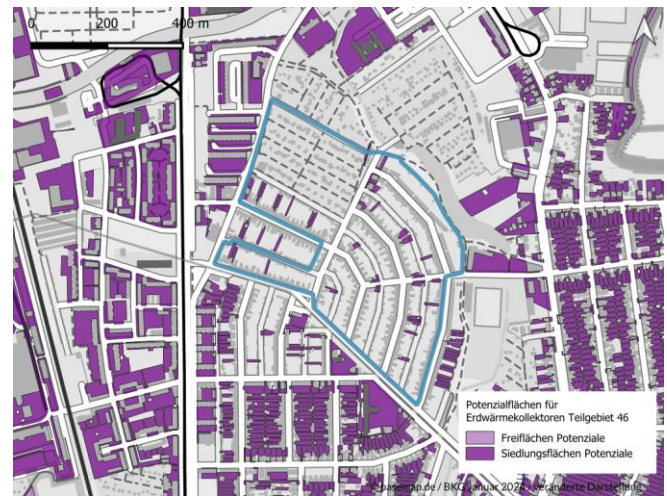 0 200 400 m
Potenzialflächen für
Erdwärmekollektoren Teilgebiet 46
Freiflächen Potenziale
Siedlungsflächen Potenziale
© basemap.de / BKG Januar 2024 / veränderte Darstellung